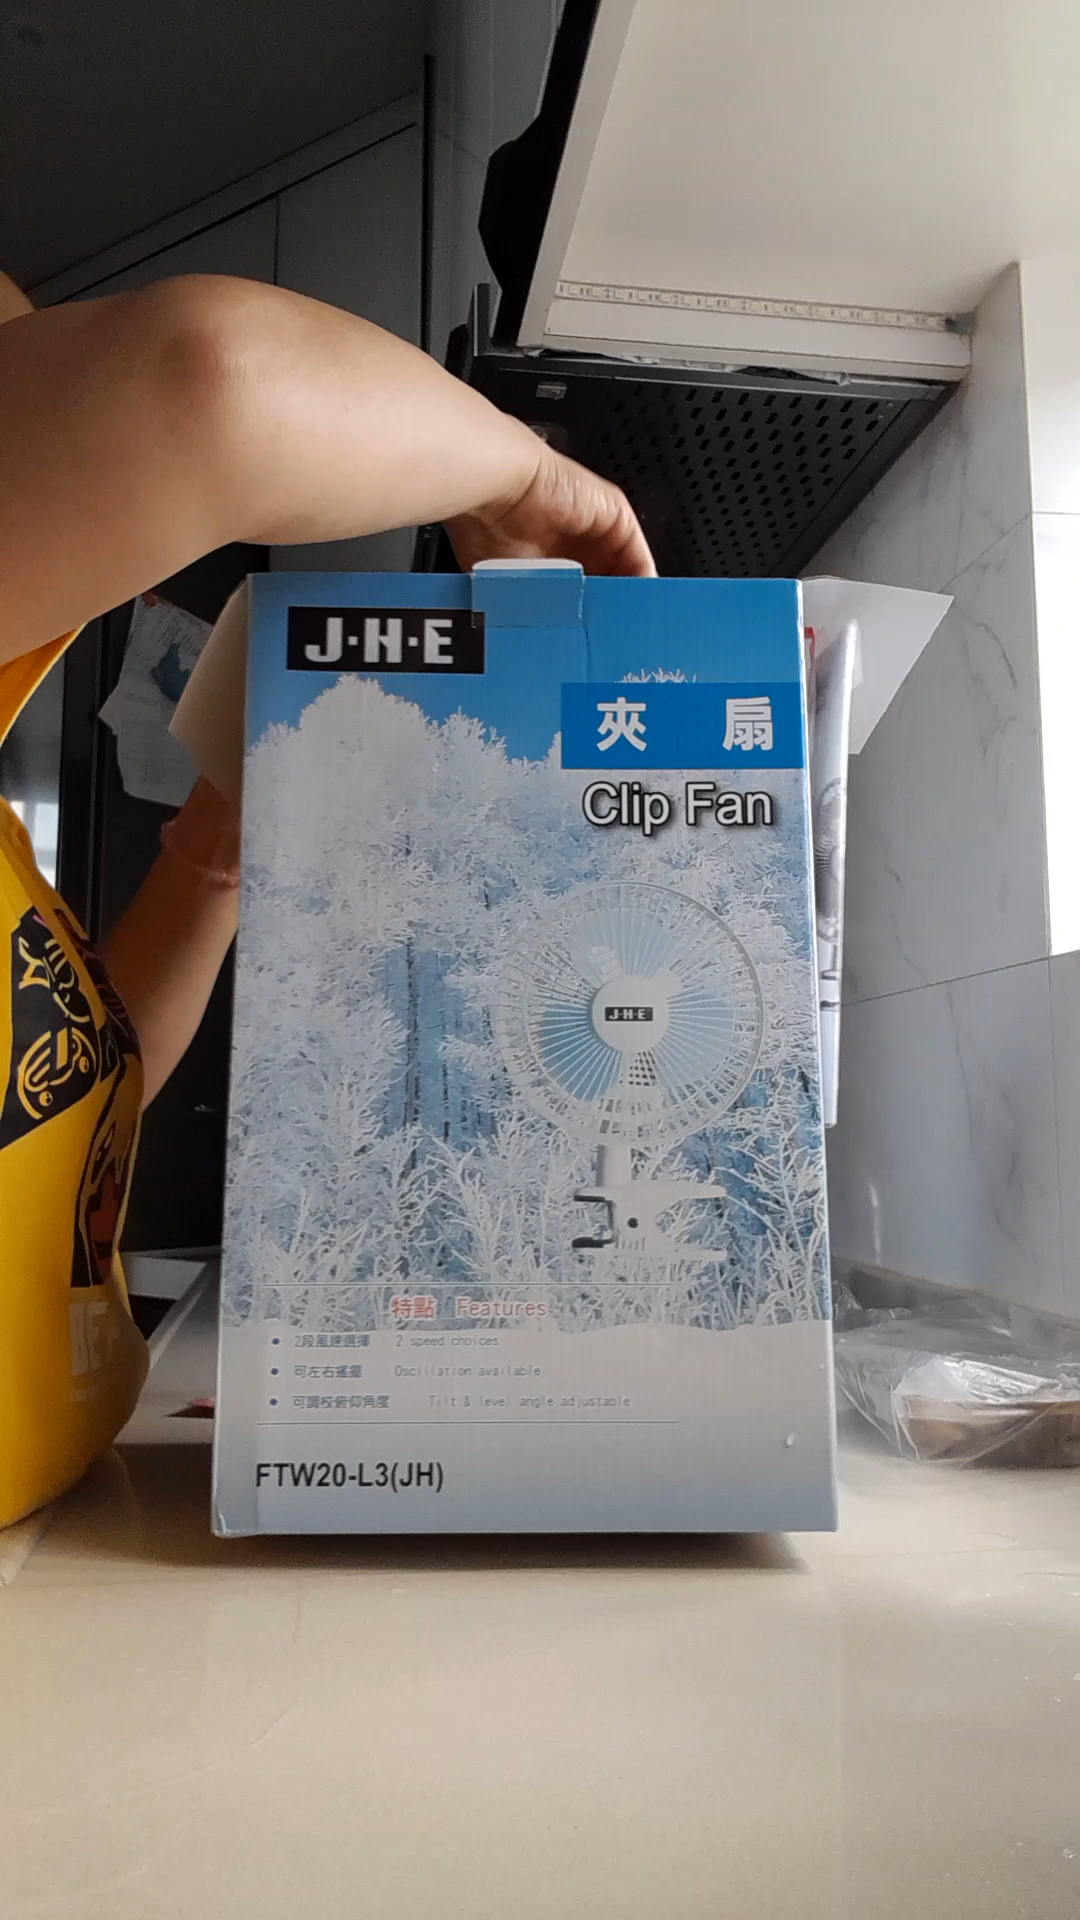 J·H·E
夾 扇
Clip Fan
J·H·E
特點 Features
● 2段風速選擇 2 speed choices
● 可左右搖擺 Oscillation available
● 可調校俯仰角度 Tilt & level angle adjustable
FTW20-L3(JH)